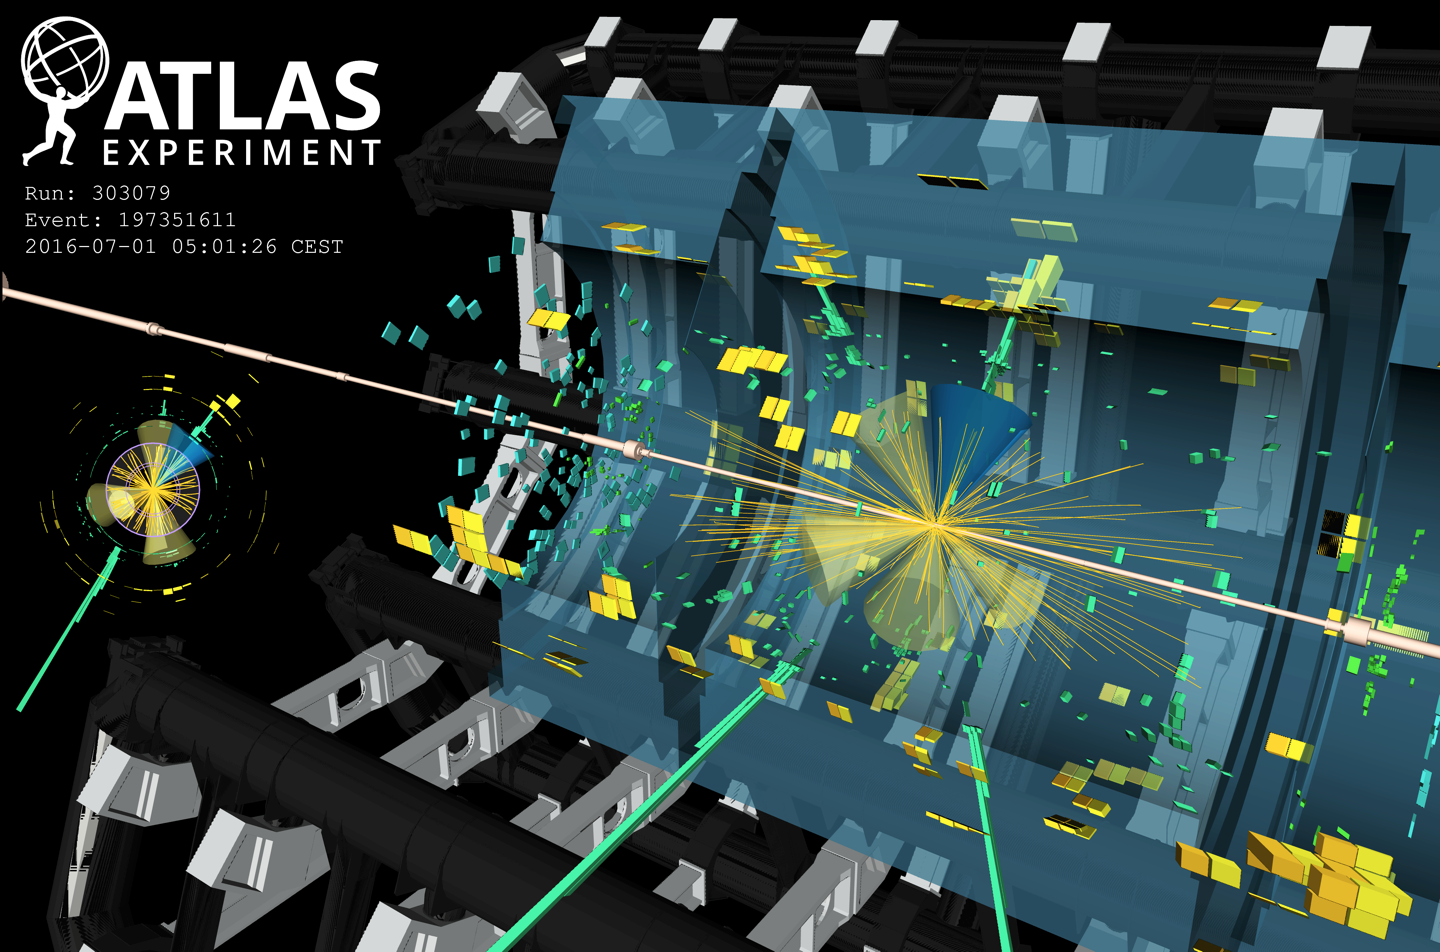 ATLAS
EXPERIMENT
Run: 303079
Event: 197351611
2016-07-01 05:01:26 CEST